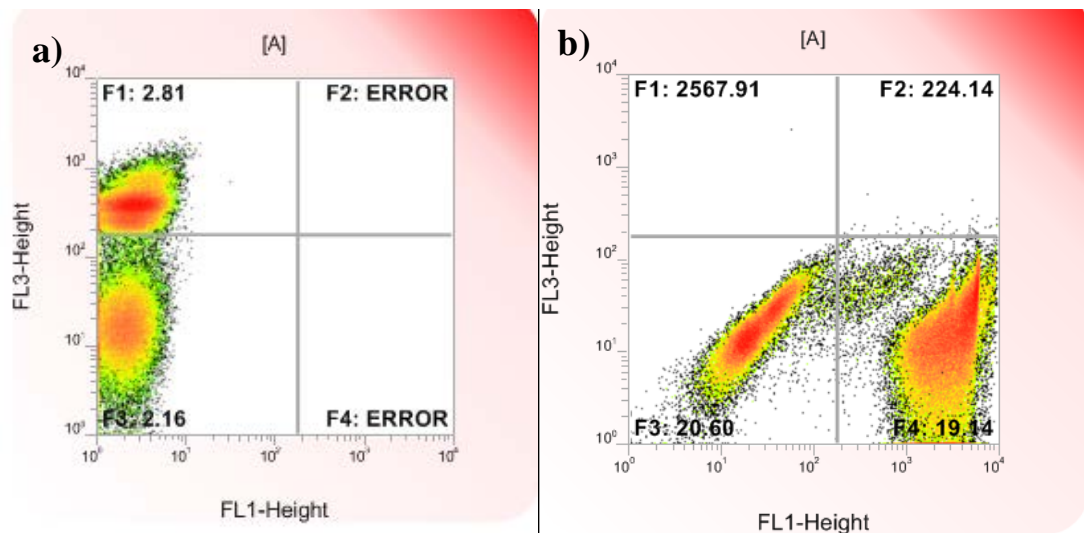 a)
[A]
10⁴
F1: 2.81
F2: ERROR
10³
FL3-Height
10²
10¹
F3: 2.16
F4: ERROR
10⁰
10⁰ 10¹ 10² 10³ 10⁴
FL1-Height
b)
[A]
10⁴
F1: 2567.91
F2: 224.14
10³
FL3-Height
10²
10¹
F3: 20.60
F4: 19.14
10⁰
10⁰ 10¹ 10² 10³ 10⁴
FL1-Height